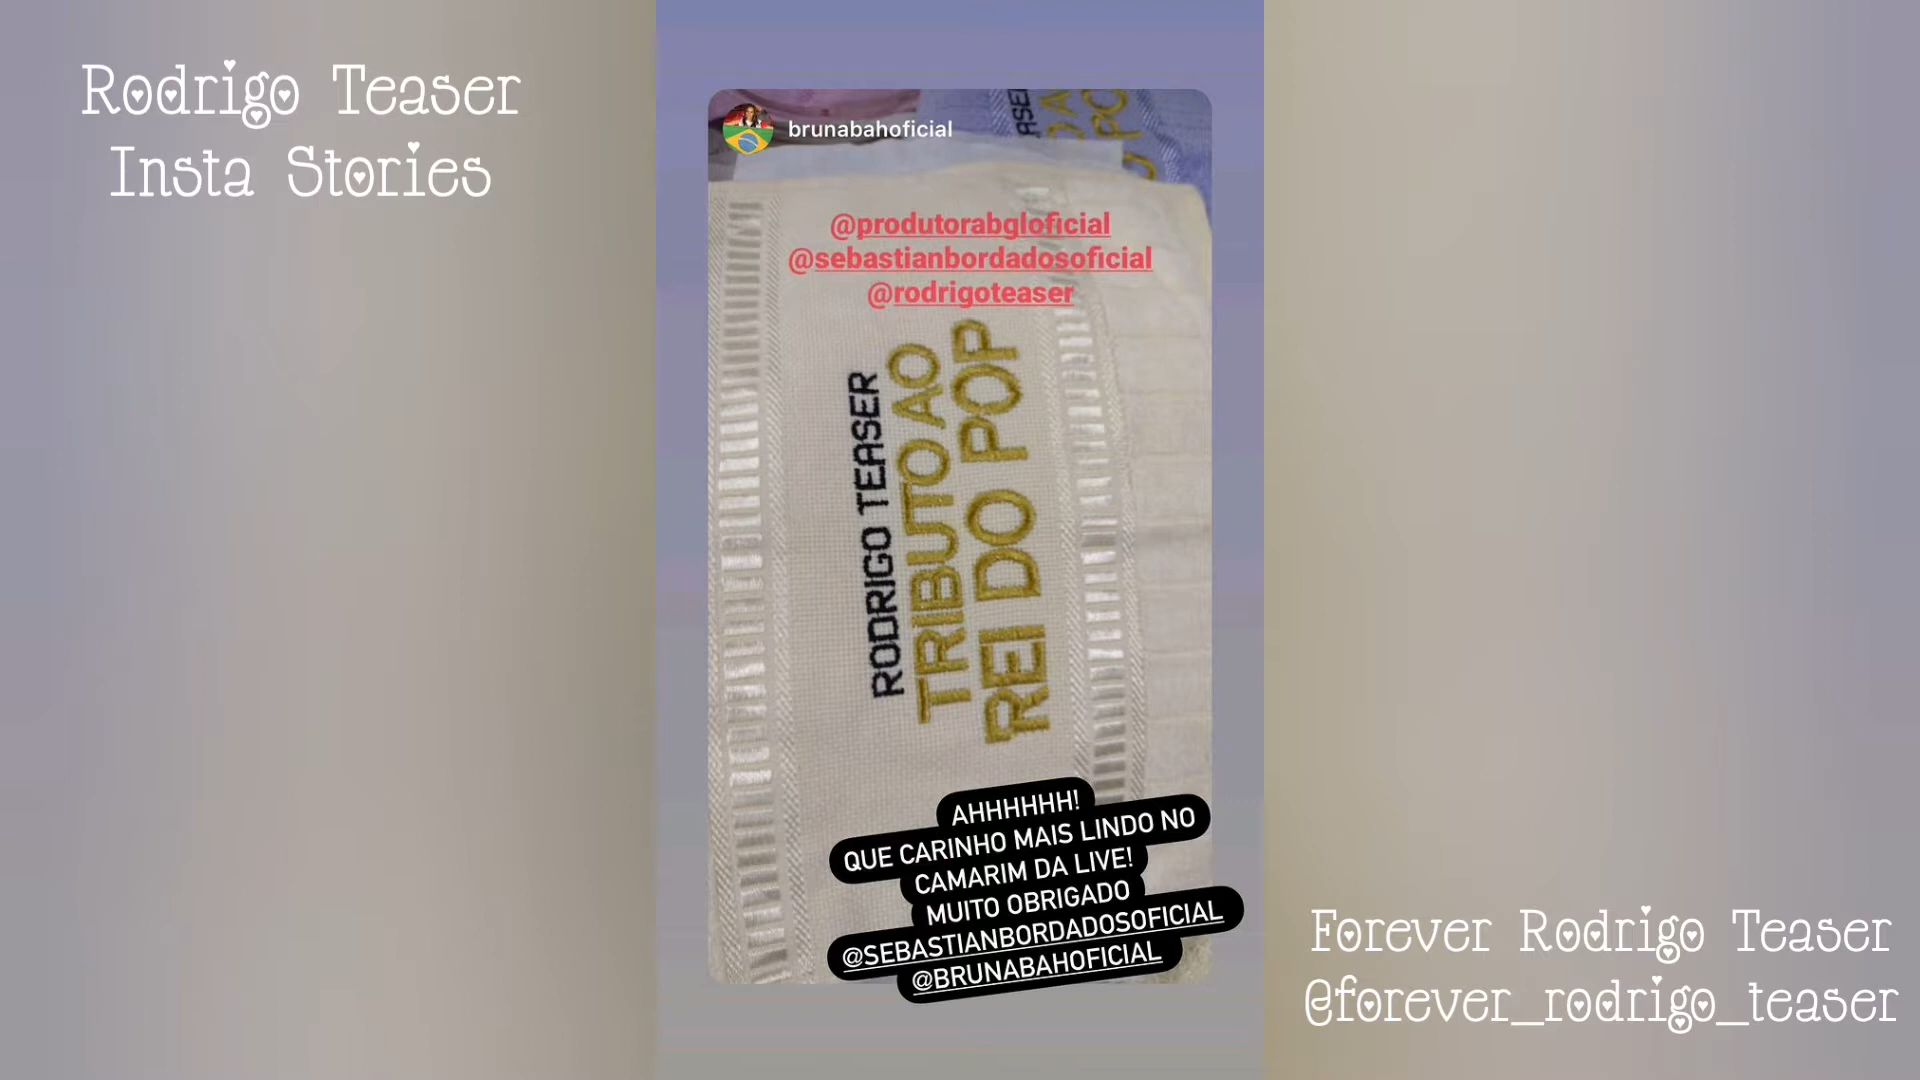 Rodrigo Teaser
Insta Stories
brunabahoficial
@produtorabgloficial
@sebastianbordadosoficial
@rodrigoteaser
RODRIGO TEASER
TRIBUTO AO
REI DO POP
AHHHHHH!
QUE CARINHO MAIS LINDO NO
CAMARIM DA LIVE!
MUITO OBRIGADO
@SEBASTIANBORDADOSOFICIAL
@BRUNABAHOFICIAL
Forever Rodrigo Teaser
@forever_rodrigo_teaser